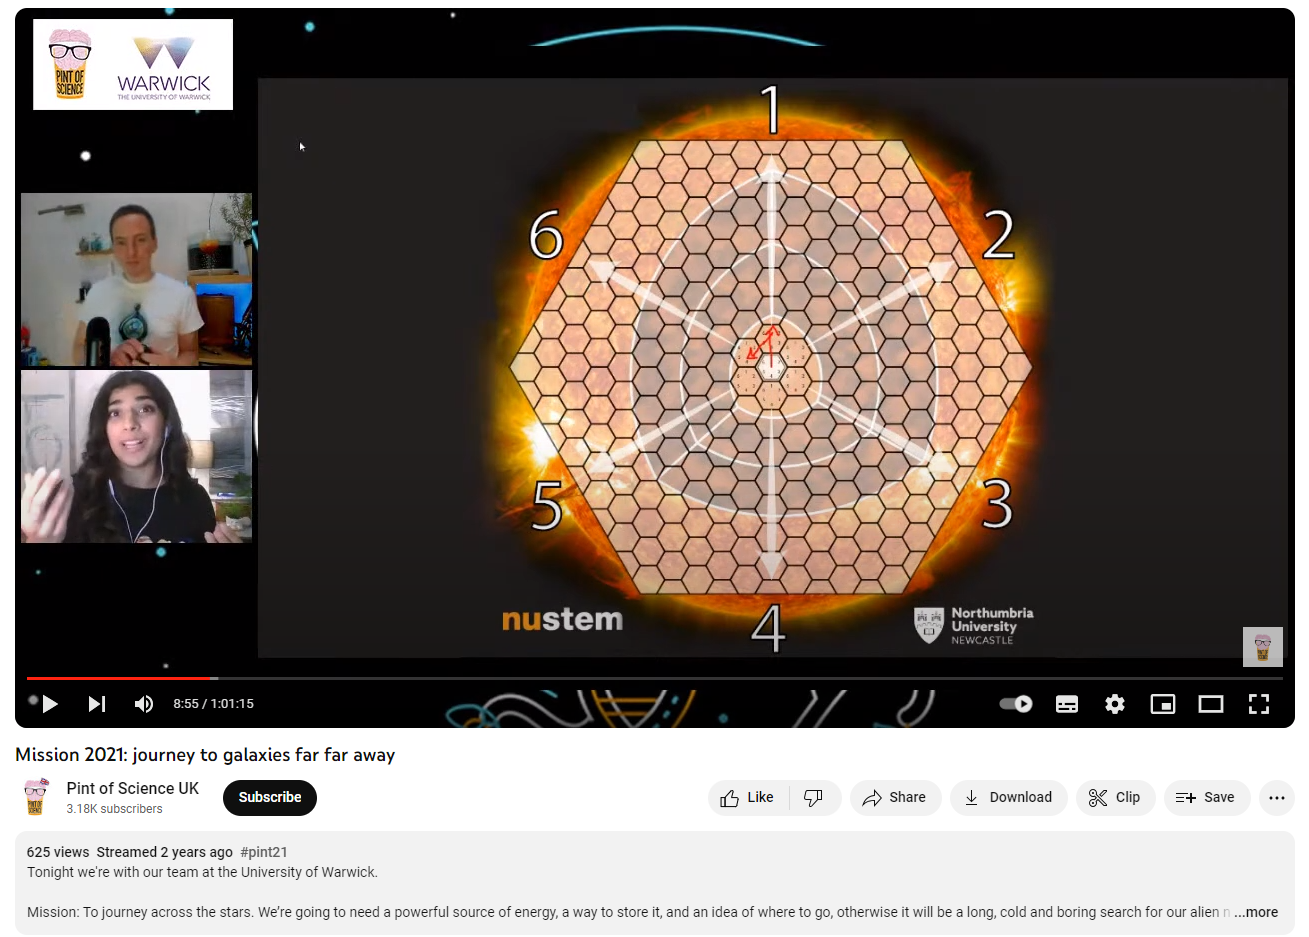 PINT OF
SCIENCE
WARWICK
THE UNIVERSITY OF WARWICK
1
6
2
5
3
4
nustem
Northumbria
University
NEWCASTLE
8:55 / 1:01:15
Mission 2021: journey to galaxies far far away
Pint of Science UK
3.18K subscribers
Subscribe
Like
Share
Download
Clip
Save
625 views Streamed 2 years ago #pint21
Tonight we're with our team at the University of Warwick.
Mission: To journey across the stars. We're going to need a powerful source of energy, a way to store it, and an idea of where to go, otherwise it will be a long, cold and boring search for our alien n ...more